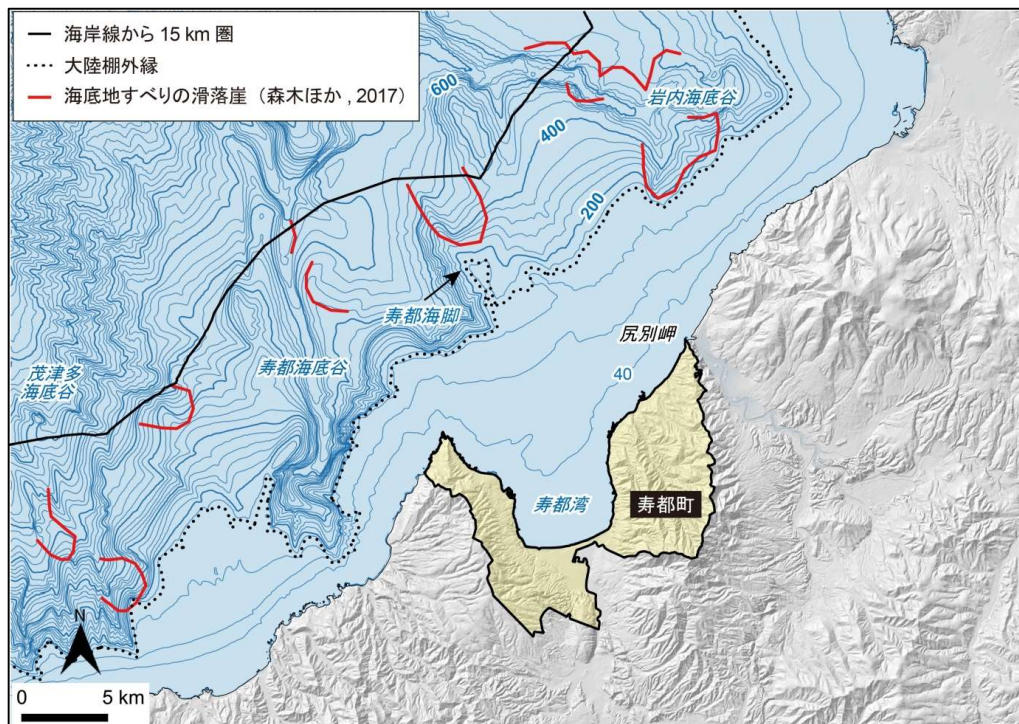 海岸線から 15 km 圏
大陸棚外縁
海底地すべりの滑落崖（森木ほか , 2017）
600
岩内海底谷
400
200
寿都海脚
尻別岬
寿都海底谷
40
茂津多
海底谷
寿都湾
寿都町
N
0 5 km